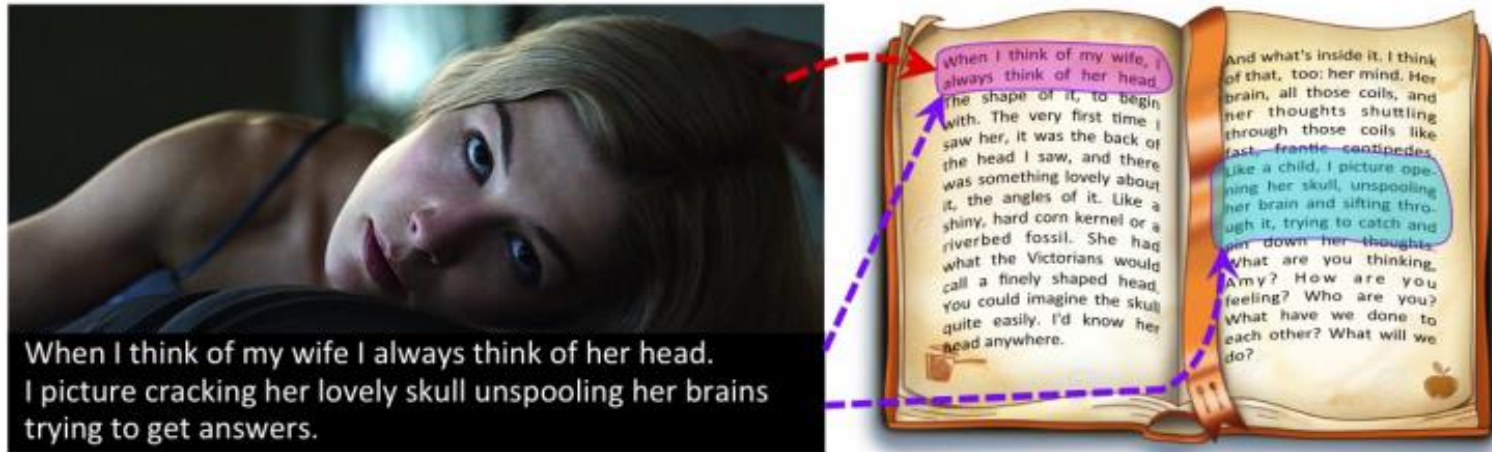 When I think of my wife I always think of her head.
I picture cracking her lovely skull unspooling her brains
trying to get answers.
When I think of my wife, I
always think of her head.
The shape of it, to begin
with. The very first time I
saw her, it was the back of
the head I saw, and there
was something lovely about
it, the angles of it. Like a
shiny, hard corn kernel or a
riverbed fossil. She had
what the Victorians would
call a finely shaped head.
You could imagine the skull
quite easily. I'd know her
head anywhere.
And what's inside it. I think
of that, too: her mind. Her
brain, all those coils, and
her thoughts shuttling
through those coils like
fast, frantic centipedes.
Like a child, I picture ope-
ning her skull, unspooling
her brain and sifting thro-
ugh it, trying to catch and
pin down her thoughts.
What are you thinking,
Amy? How are you
feeling? Who are you?
What have we done to
each other? What will we
do?